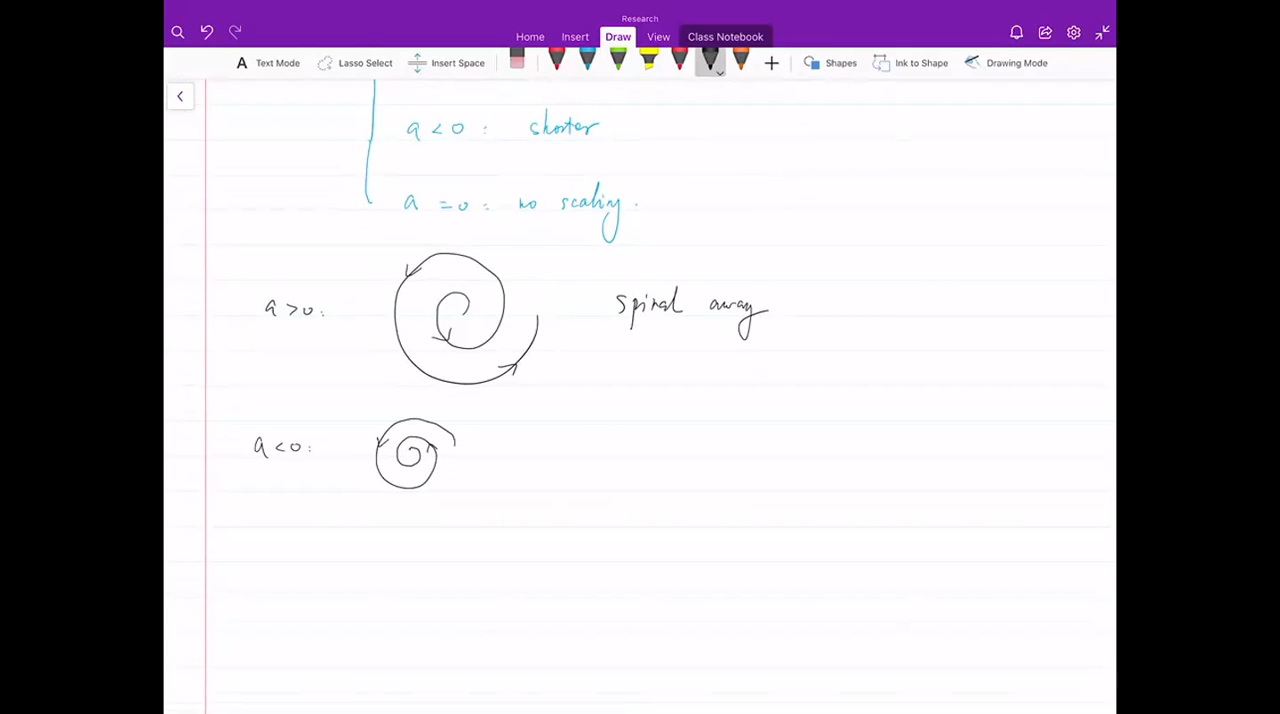 Research
Home Insert Draw View Class Notebook
A Text Mode Lasso Select Insert Space Shapes Ink to Shape Drawing Mode
a < 0 : shorter
a = 0 : no scaling.
a > 0 : spiral away
a < 0 :